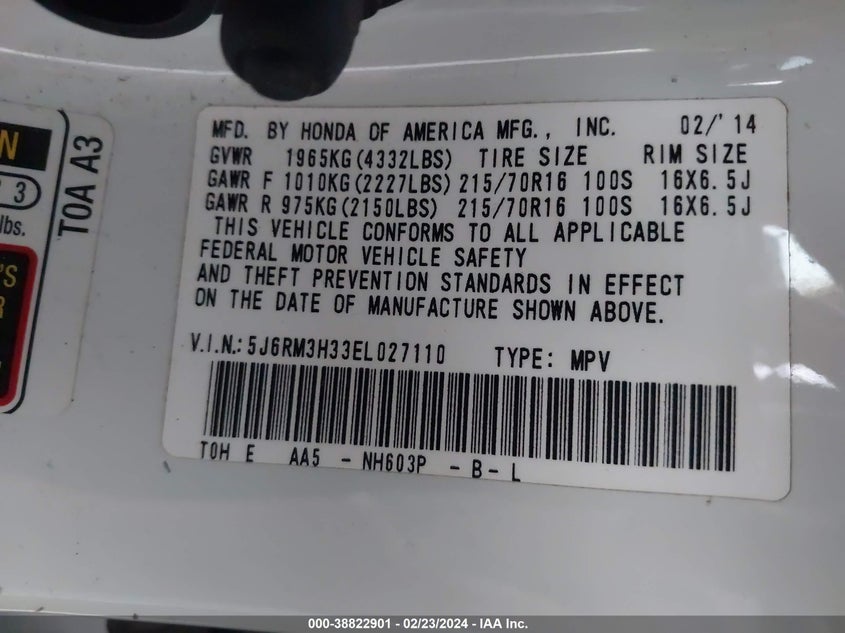 N
3
lbs.
'S
R
TOA A3
MFD. BY HONDA OF AMERICA MFG., INC. 02/'14
GVWR 1965KG(4332LBS) TIRE SIZE RIM SIZE
GAWR F 1010KG(2227LBS) 215/70R16 100S 16X6.5J
GAWR R 975KG(2150LBS) 215/70R16 100S 16X6.5J
THIS VEHICLE CONFORMS TO ALL APPLICABLE
FEDERAL MOTOR VEHICLE SAFETY
AND THEFT PREVENTION STANDARDS IN EFFECT
ON THE DATE OF MANUFACTURE SHOWN ABOVE.
V.I.N.: 5J6RM3H33EL027110 TYPE: MPV
T0H E AA5 - NH603P - B - L
000-38822901 - 02/23/2024 - IAA Inc.